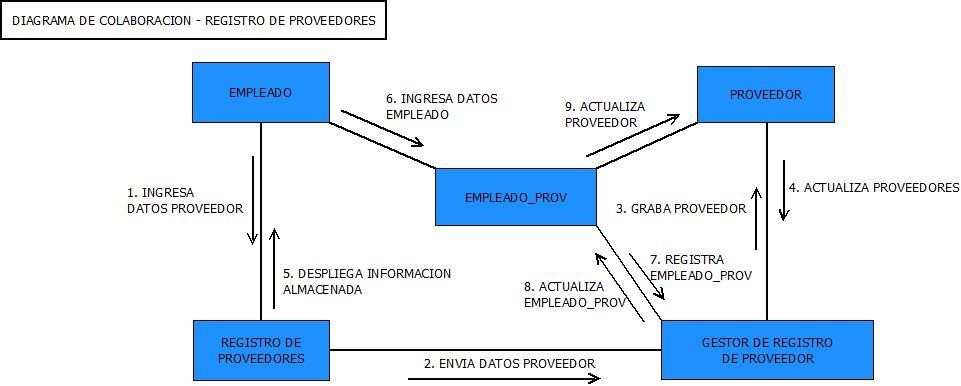 DIAGRAMA DE COLABORACION - REGISTRO DE PROVEEDORES
EMPLEADO
6. INGRESA DATOS
EMPLEADO
9. ACTUALIZA
PROVEEDOR
PROVEEDOR
1. INGRESA
DATOS PROVEEDOR
EMPLEADO_PROV
3. GRABA PROVEEDOR
4. ACTUALIZA PROVEEDORES
5. DESPLIEGA INFORMACION
ALMACENADA
8. ACTUALIZA
EMPLEADO_PROV
7. REGISTRA
EMPLEADO_PROV
REGISTRO DE
PROVEEDORES
2. ENVIA DATOS PROVEEDOR
GESTOR DE REGISTRO
DE PROVEEDOR